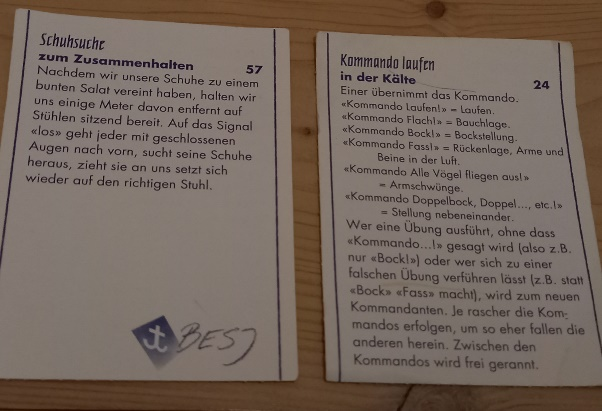 Schuhsuche
zum Zusammenhalten 57
Nachdem wir unsere Schuhe zu einem
bunten Salat vereint haben, halten wir
uns einige Meter davon entfernt auf
Stühlen sitzend bereit. Auf das Signal
«los» geht jeder mit geschlossenen
Augen nach vorn, sucht seine Schuhe
heraus, zieht sie an uns setzt sich
wieder auf den richtigen Stuhl.
BESJ
Kommando laufen
in der Kälte 24
Einer übernimmt das Kommando.
«Kommando Laufen!» = Laufen.
«Kommando Flach!» = Bauchlage.
«Kommando Bock!» = Bockstellung.
«Kommando Fass!» = Rückenlage, Arme und
Beine in der Luft.
«Kommando Alle Vögel fliegen aus!»
= Armschwünge.
«Kommando Doppelbock, Doppel..., etc.!»
= Stellung nebeneinander.
Wer eine Übung ausführt, ohne dass
«Kommando...!» gesagt wird (also z.B.
nur «Bock!») oder wer sich zu einer
falschen Übung verführen lässt (z.B. statt
«Bock» «Fass» macht), wird zum neuen
Kommandanten. Je rascher die Kom-
mandos erfolgen, um so eher fallen die
anderen herein. Zwischen den
Kommandos wird frei gerannt.